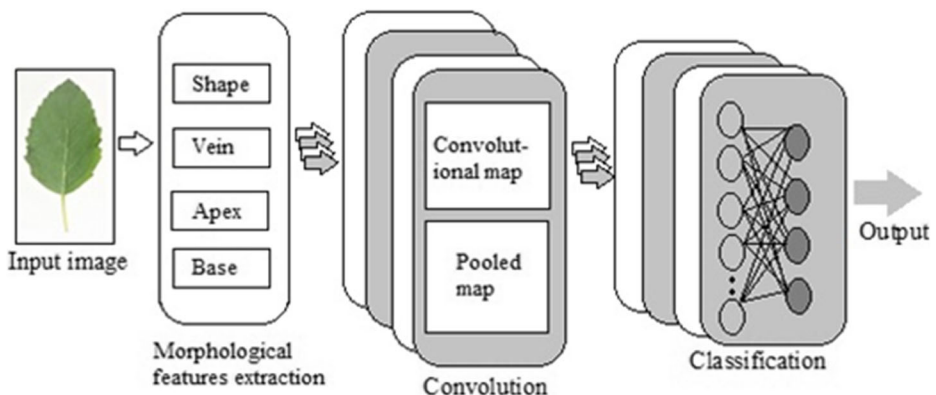 Input image
Shape
Vein
Apex
Base
Morphological
features extraction
Convolut-
ional map
Pooled
map
Convolution
Classification
Output